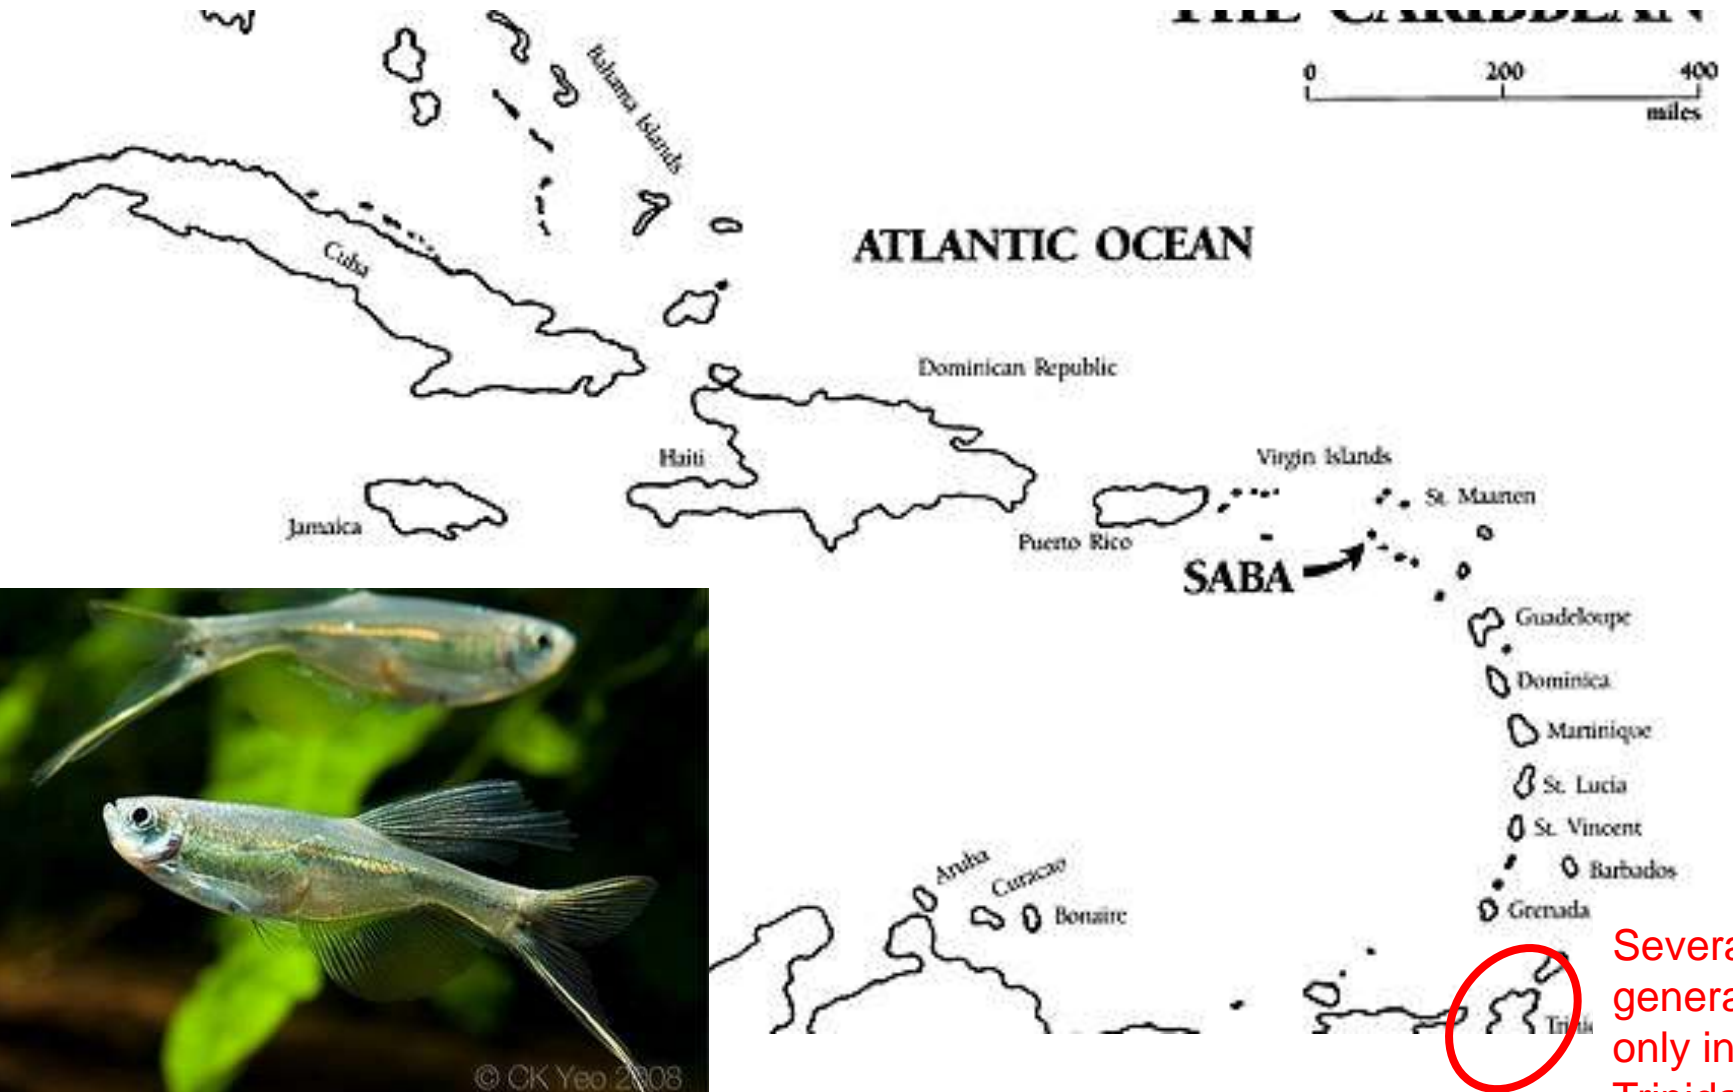 THE CARIBBEAN
0 200 400
miles
Bahama Islands
ATLANTIC OCEAN
Cuba
Dominican Republic
Haiti
Virgin Islands
St. Maarten
Jamaica
Puerto Rico
SABA
Guadeloupe
Dominica
Martinique
St. Lucia
St. Vincent
Barbados
Aruba
Curacao
Bonaire
Grenada
genera
only in
© CK Yeo 2008